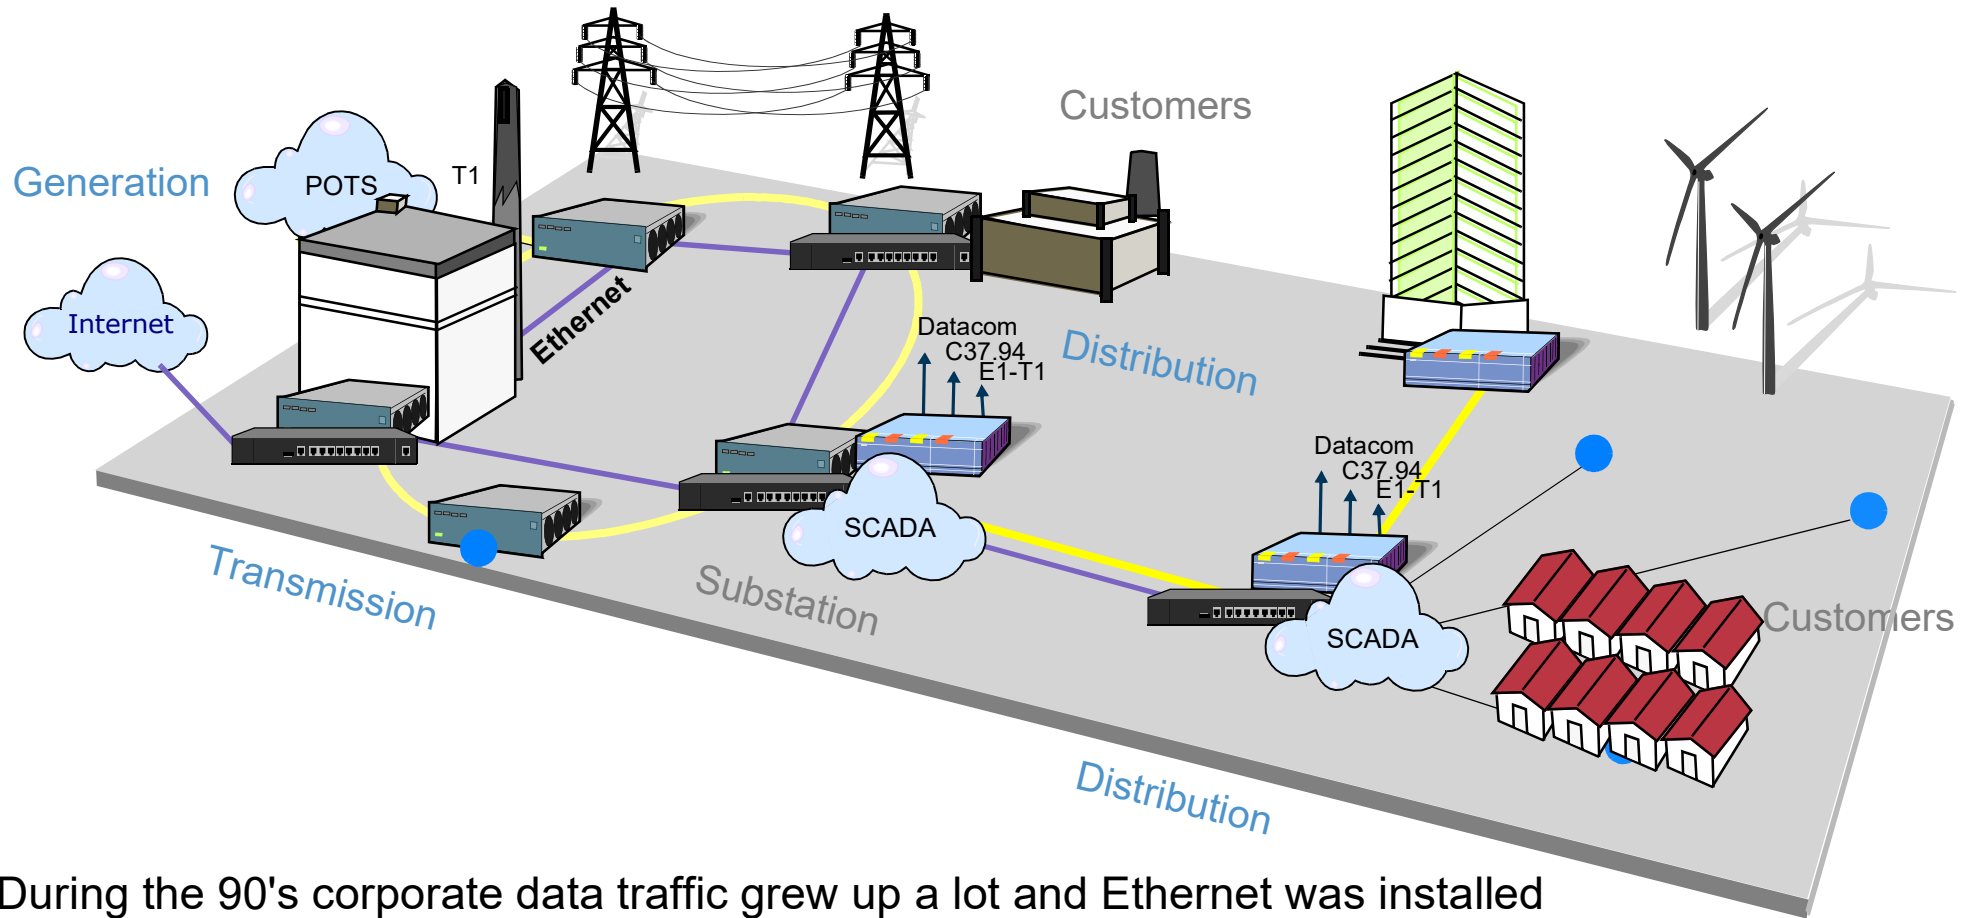 Customers
Generation
POTS
T1
Internet
Ethernet
Datacom
C37.94
E1-T1
Distribution
Datacom
C37.94
E1-T1
SCADA
Transmission
Substation
SCADA
Customers
Distribution
During the 90's corporate data traffic grew up a lot and Ethernet was installed